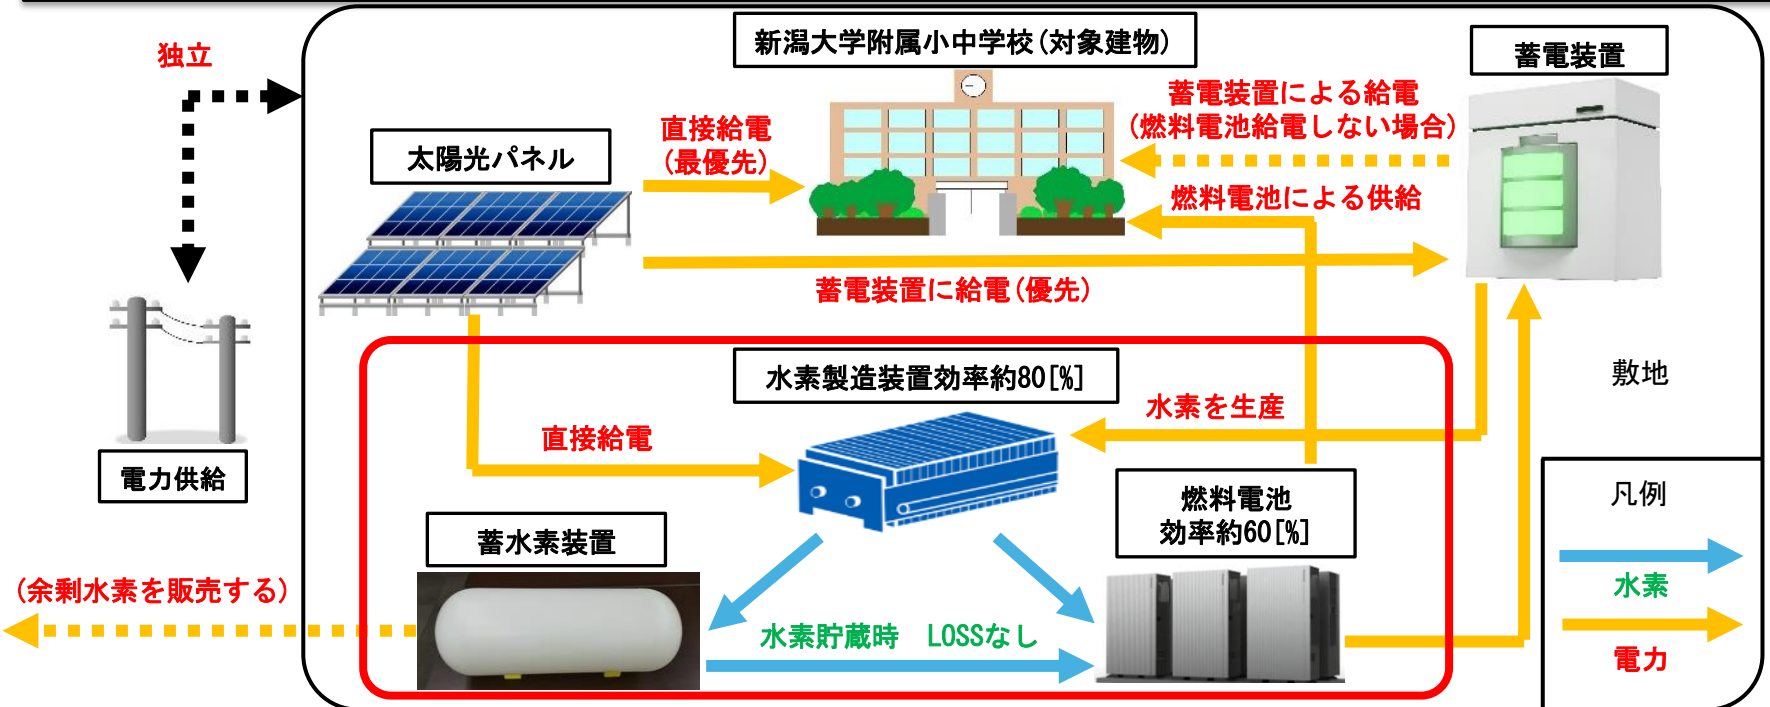 独立
新潟大学附属小中学校(対象建物)
蓄電装置
太陽光パネル
直接給電
(最優先)
蓄電装置による給電
(燃料電池給電しない場合)
燃料電池による供給
蓄電装置に給電(優先)
水素製造装置効率約80[%]
敷地
直接給電
水素を生産
電力供給
蓄水素装置
燃料電池
効率約60[%]
凡例
水素
電力
(余剰水素を販売する)
水素貯蔵時 LOSSなし